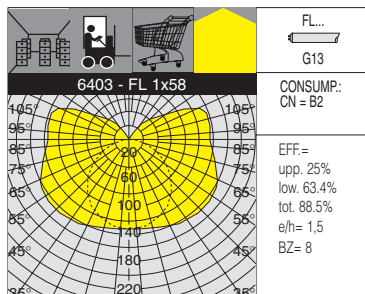 FL...
G13
6403 - FL 1x58
CONSUMP.:
CN = B2
105° 105°
95° 95°
85° 85°
75° 75°
65° 65°
55° 55°
45° 45°
35° 35°
20
60
100
140
180
220
EFF.=
upp. 25%
low. 63.4%
tot. 88.5%
e/h= 1,5
BZ= 8